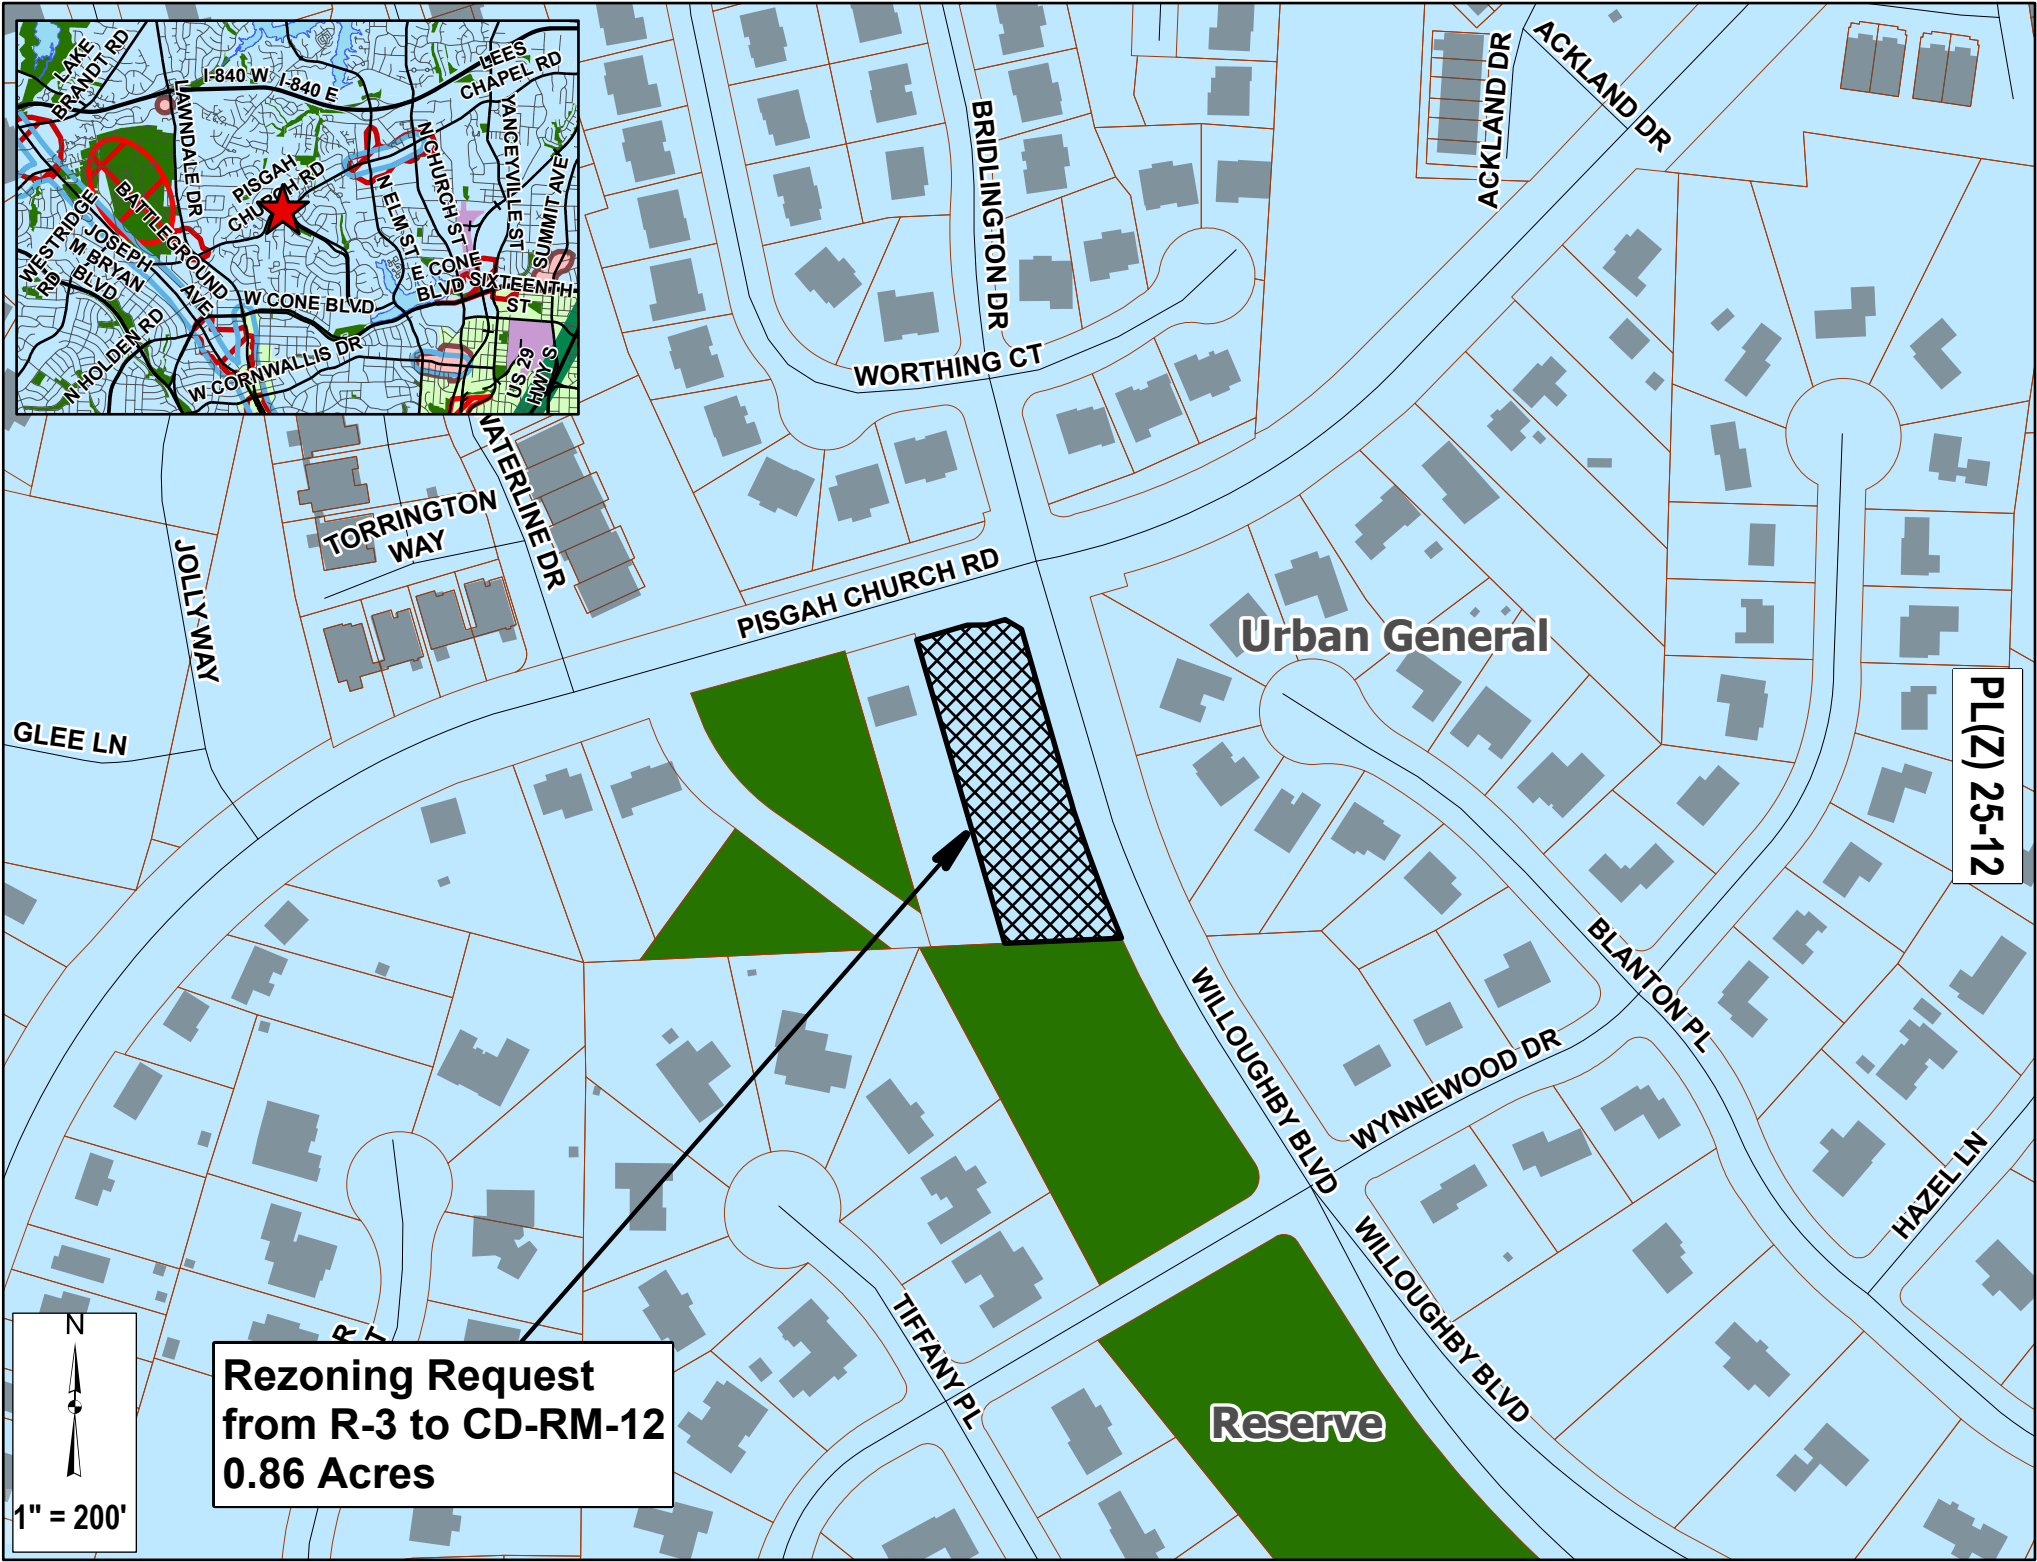 LAKE
BRANDT RD
I-840 W
I-840 E
LEES
CHAPEL RD
LAWNDALE DR
PISGAH
CHURCH RD
N CHURCH ST
YANCEYVILLE ST
SUMMIT AVE
N ELM ST
BATTLEGROUND
AVE
WESTRIDGE
RD
JOSEPH
M BRYAN
BLVD
W CONE BLVD
E CONE
BLVD
SIXTEENTH
ST
N HOLDEN RD
W CORNWALLIS DR
US 29
HWY S
ACKLAND DR
ACKLAND DR
BRIDLINGTON DR
WORTHING CT
WATERLINE DR
TORRINGTON
WAY
JOLLY WAY
GLEE LN
PISGAH CHURCH RD
Urban General
PL(Z) 25-12
WILLOUGHBY BLVD
BLANTON PL
WYNNEWOOD DR
HAZEL LN
WILLOUGHBY BLVD
TIFFANY PL
Reserve
N
1" = 200'
Rezoning Request
from R-3 to CD-RM-12
0.86 Acres